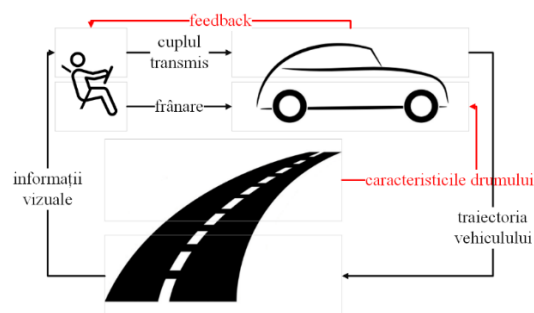 feedback
cuplul
transmis
frânare
informații
vizuale
caracteristicile drumului
traiectoria
vehiculului